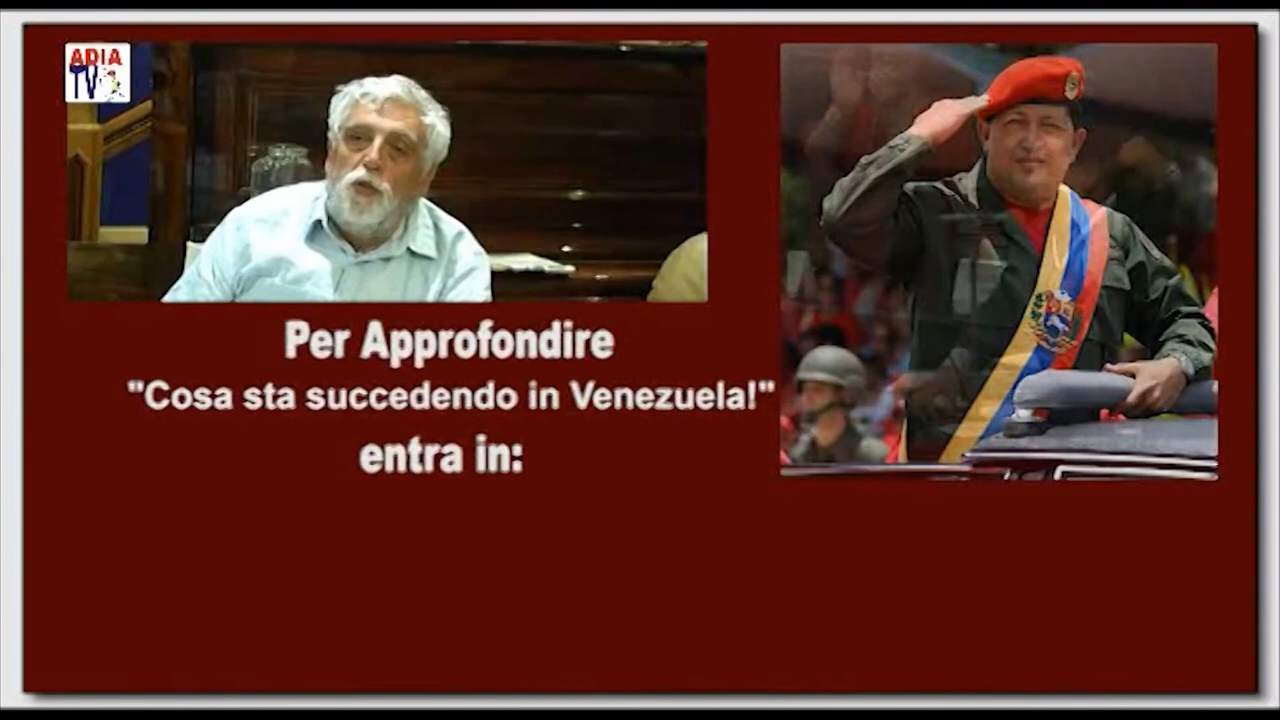 ADIA
TV
Per Approfondire
"Cosa sta succedendo in Venezuela!"
entra in: